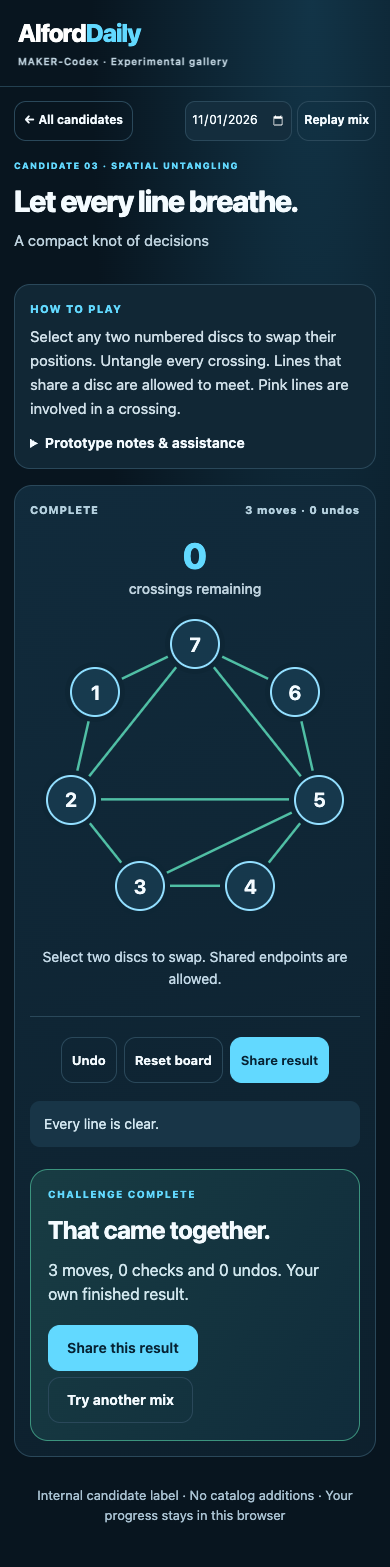 AlfordDaily
MAKER-Codex · Experimental gallery
← All candidates
11/01/2026
Replay mix
CANDIDATE 03 · SPATIAL UNTANGLING
Let every line breathe.
A compact knot of decisions
HOW TO PLAY
Select any two numbered discs to swap their
positions. Untangle every crossing. Lines that
share a disc are allowed to meet. Pink lines are
involved in a crossing.
▶ Prototype notes & assistance
COMPLETE
3 moves · 0 undos
0
crossings remaining
7
1
6
2
5
3
4
Select two discs to swap. Shared endpoints are
allowed.
Undo
Reset board
Share result
Every line is clear.
CHALLENGE COMPLETE
That came together.
3 moves, 0 checks and 0 undos. Your
own finished result.
Share this result
Try another mix
Internal candidate label · No catalog additions · Your
progress stays in this browser